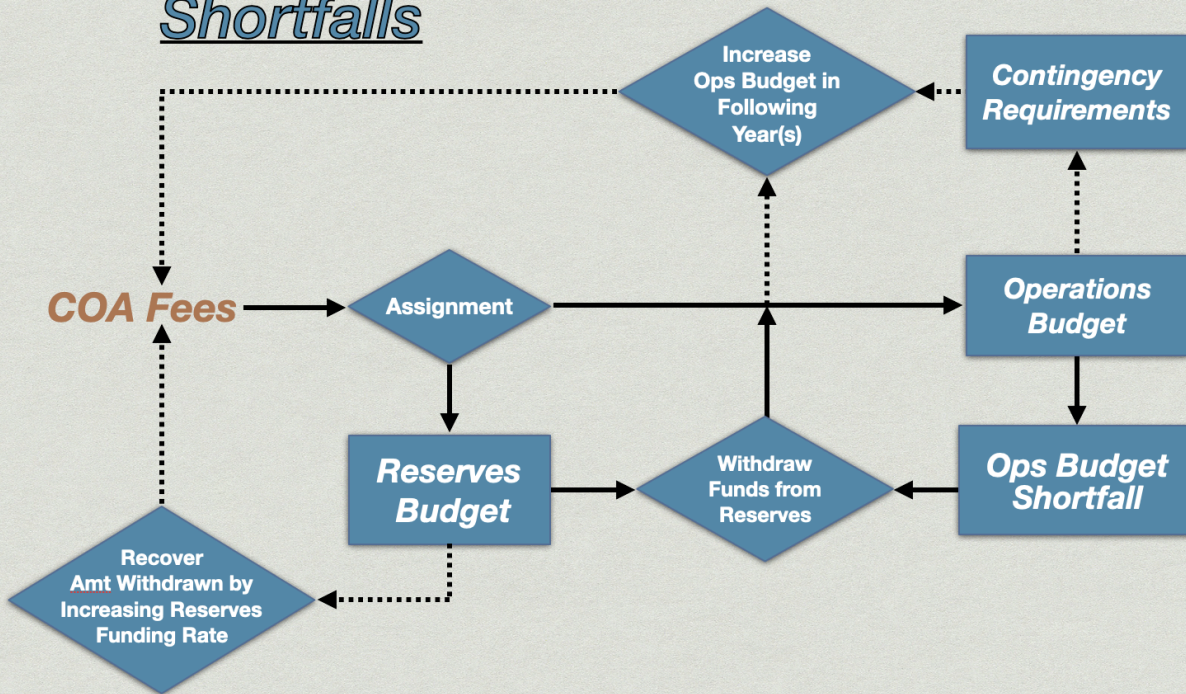 Shortfalls
Increase
Ops Budget in
Following
Year(s)
Contingency
Requirements
COA Fees
Assignment
Operations
Budget
Reserves
Budget
Withdraw
Funds from
Reserves
Ops Budget
Shortfall
Recover
Amt Withdrawn by
Increasing Reserves
Funding Rate